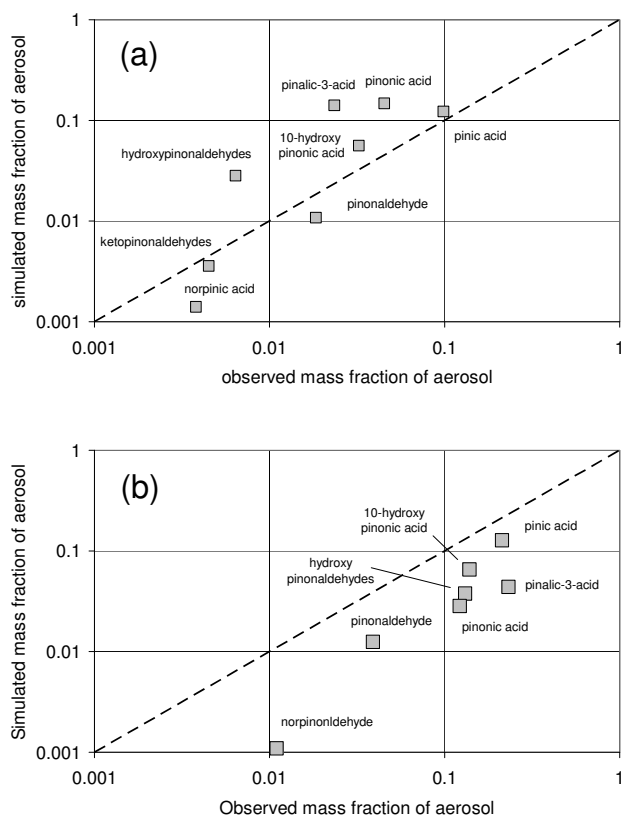 (a)
simulated mass fraction of aerosol
1
0.1
0.01
0.001
pinalic-3-acid
pinonic acid
pinic acid
10-hydroxy
pinonic acid
hydroxypinonaldehydes
pinonaldehyde
ketopinonaldehydes
norpinic acid
0.001
0.01
0.1
1
observed mass fraction of aerosol
(b)
Simulated mass fraction of aerosol
1
0.1
0.01
0.001
10-hydroxy
pinonic acid
pinic acid
hydroxy
pinonaldehydes
pinalic-3-acid
pinonaldehyde
pinonic acid
norpinonldehyde
0.001
0.01
0.1
1
Observed mass fraction of aerosol